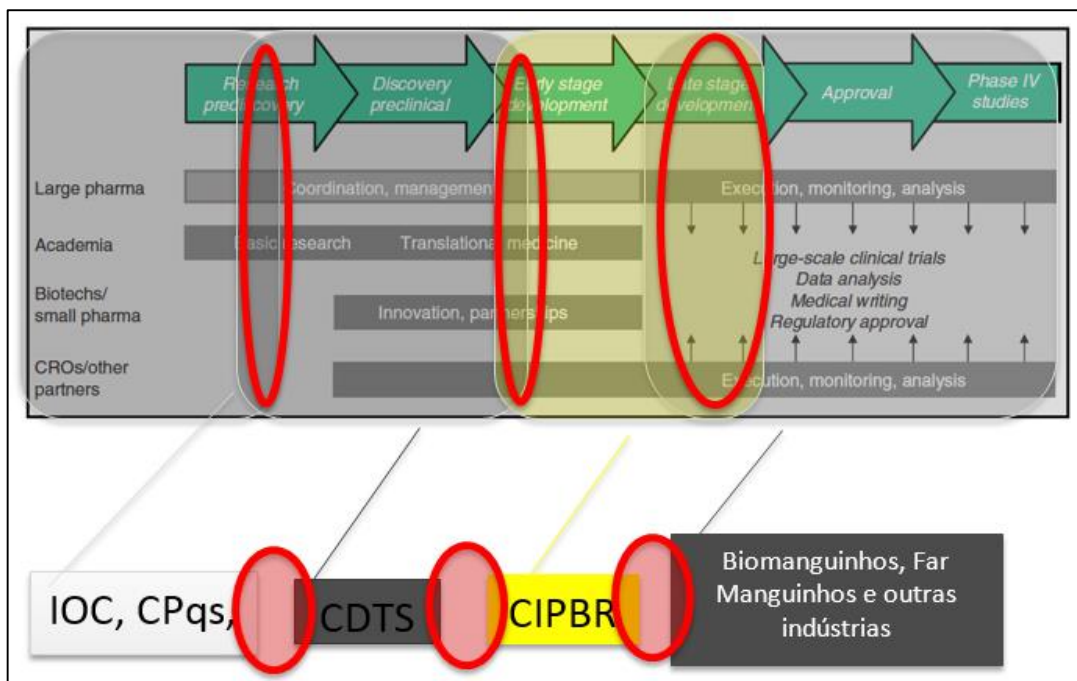 Research
prediscovery
Discovery
preclinical
Early stage
development
Late stage
development
Approval
Phase IV
studies
Large pharma
Coordination, management
Execution, monitoring, analysis
Academia
Basic research
Translational medicine
Large-scale clinical trials
Data analysis
Medical writing
Regulatory approval
Biotechs/
small pharma
Innovation, partnerships
CROs/other
partners
Execution, monitoring, analysis
IOC, CPqs,
CDTS
CIPBR
Biomanguinhos, Far
Manguinhos e outras
indústrias